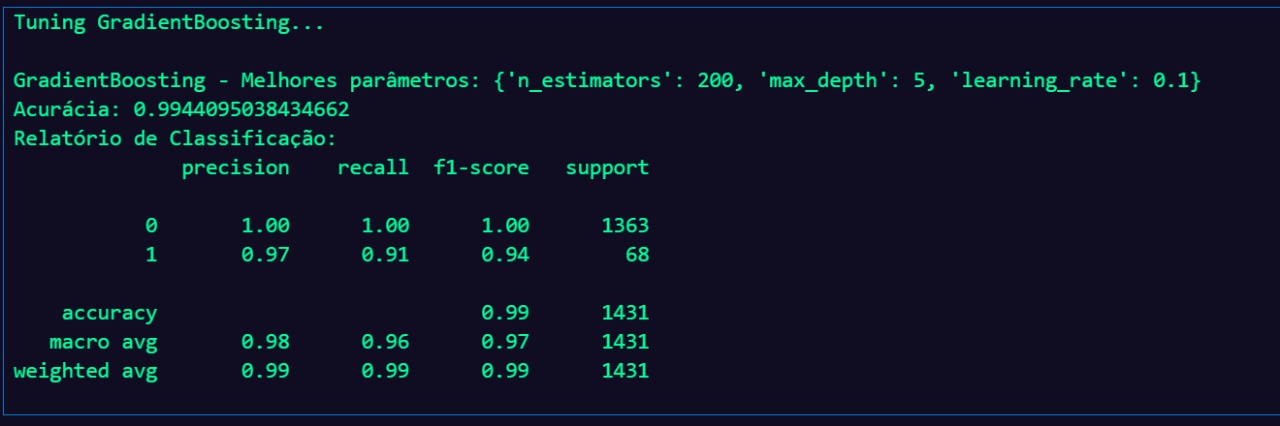 Tuning GradientBoosting...
GradientBoosting - Melhores parâmetros: {'n_estimators': 200, 'max_depth': 5, 'learning_rate': 0.1}
Acurácia: 0.9944095038434662
Relatório de Classificação:
precision recall f1-score support
0 1.00 1.00 1.00 1363
1 0.97 0.91 0.94 68
accuracy 0.99 1431
macro avg 0.98 0.96 0.97 1431
weighted avg 0.99 0.99 0.99 1431